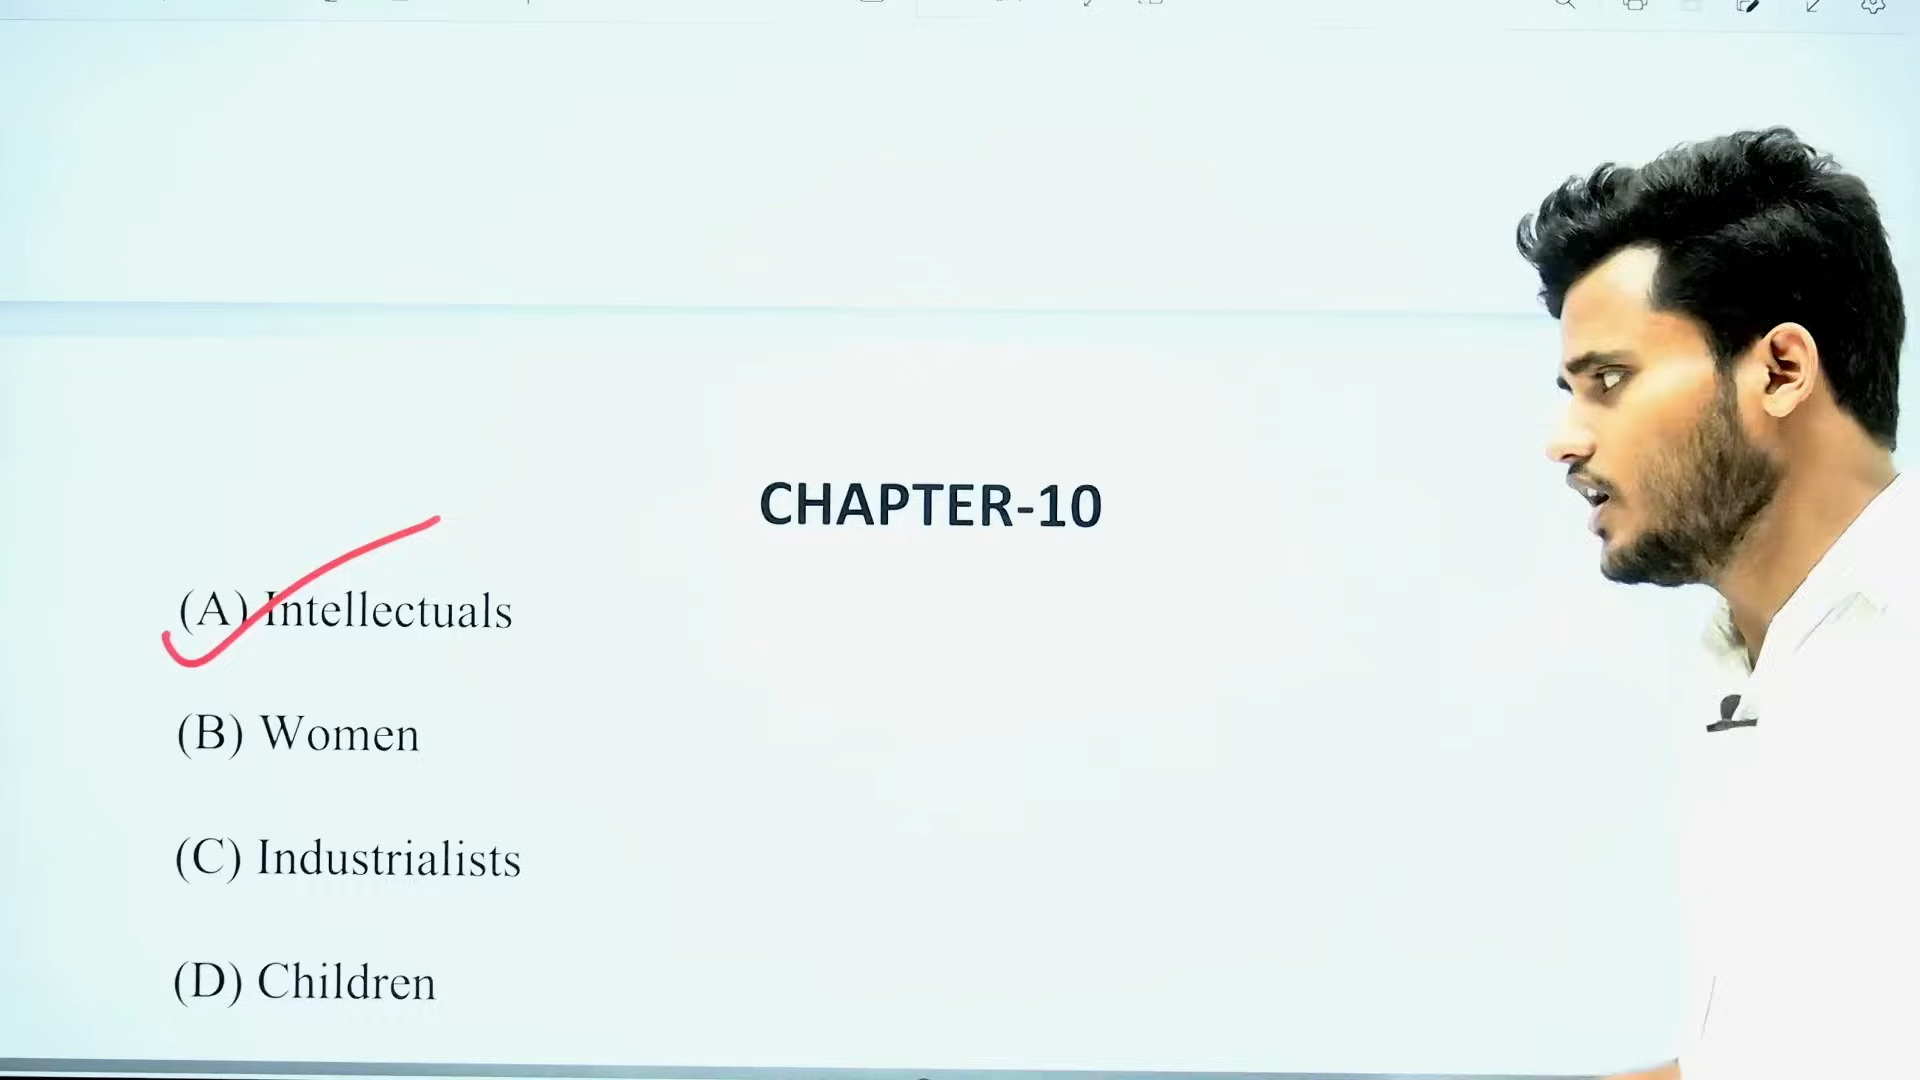 CHAPTER-10
(A) Intellectuals
(B) Women
(C) Industrialists
(D) Children